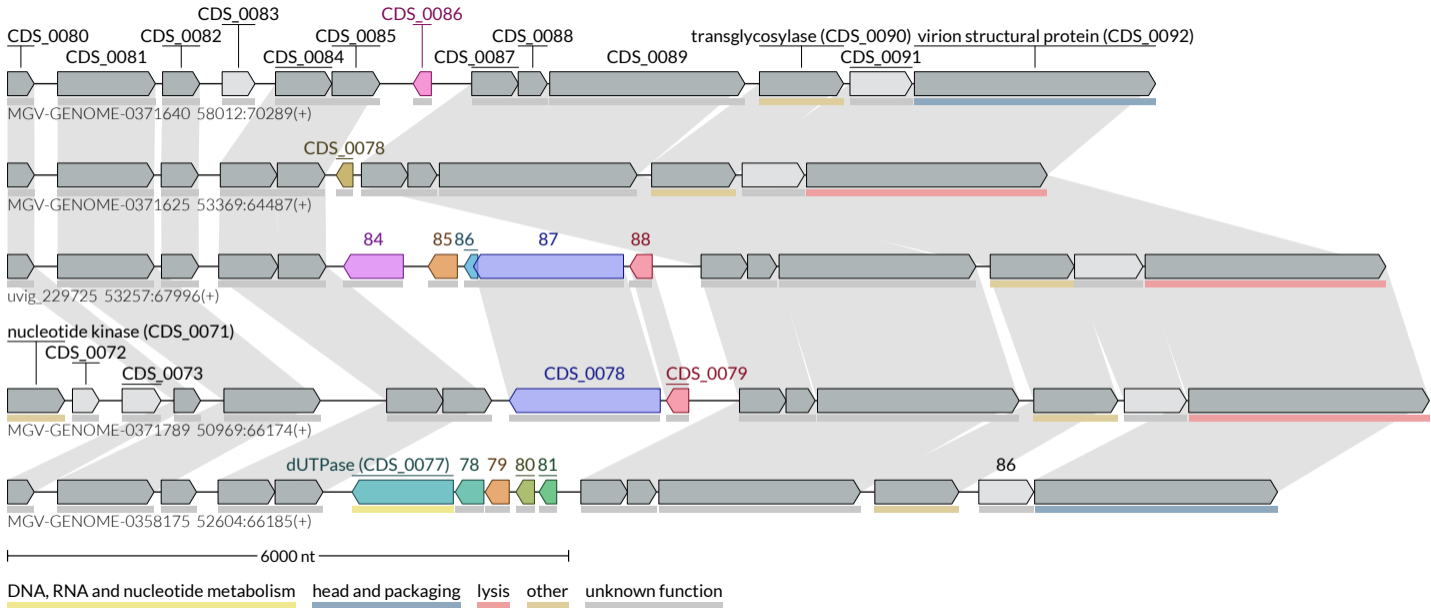 CDS_0083 CDS_0086
CDS_0080 CDS_0082 CDS_0085 CDS_0088 transglycosylase (CDS_0090) virion structural protein (CDS_0092)
CDS_0081 CDS_0084 CDS_0087 CDS_0089 CDS_0091
MGV-GENOME-0371640 58012:70289(+)
CDS_0078
MGV-GENOME-0371625 53369:64487(+)
84 85 86 87 88
uvig_229725 53257:67996(+)
nucleotide kinase (CDS_0071)
CDS_0072
CDS_0073 CDS_0078 CDS_0079
MGV-GENOME-0371789 50969:66174(+)
dUTPase (CDS_0077) 78 79 80 81 86
MGV-GENOME-0358175 52604:66185(+)
6000 nt
DNA, RNA and nucleotide metabolism head and packaging lysis other unknown function